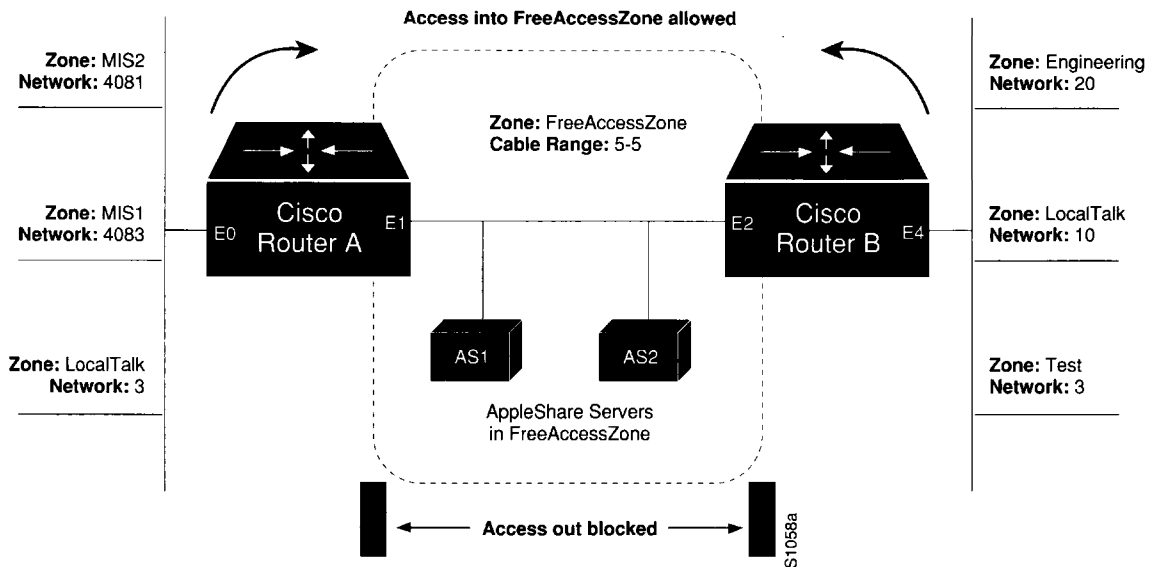 Access into FreeAccessZone allowed
Zone: MIS2
Network: 4081
Zone: Engineering
Network: 20
Zone: FreeAccessZone
Cable Range: 5-5
Zone: MIS1
Network: 4083
E0
Cisco
Router A
E1
E2
Cisco
Router B
E4
Zone: LocalTalk
Network: 10
AS1
AS2
Zone: LocalTalk
Network: 3
Zone: Test
Network: 3
AppleShare Servers
in FreeAccessZone
Access out blocked
S1058a